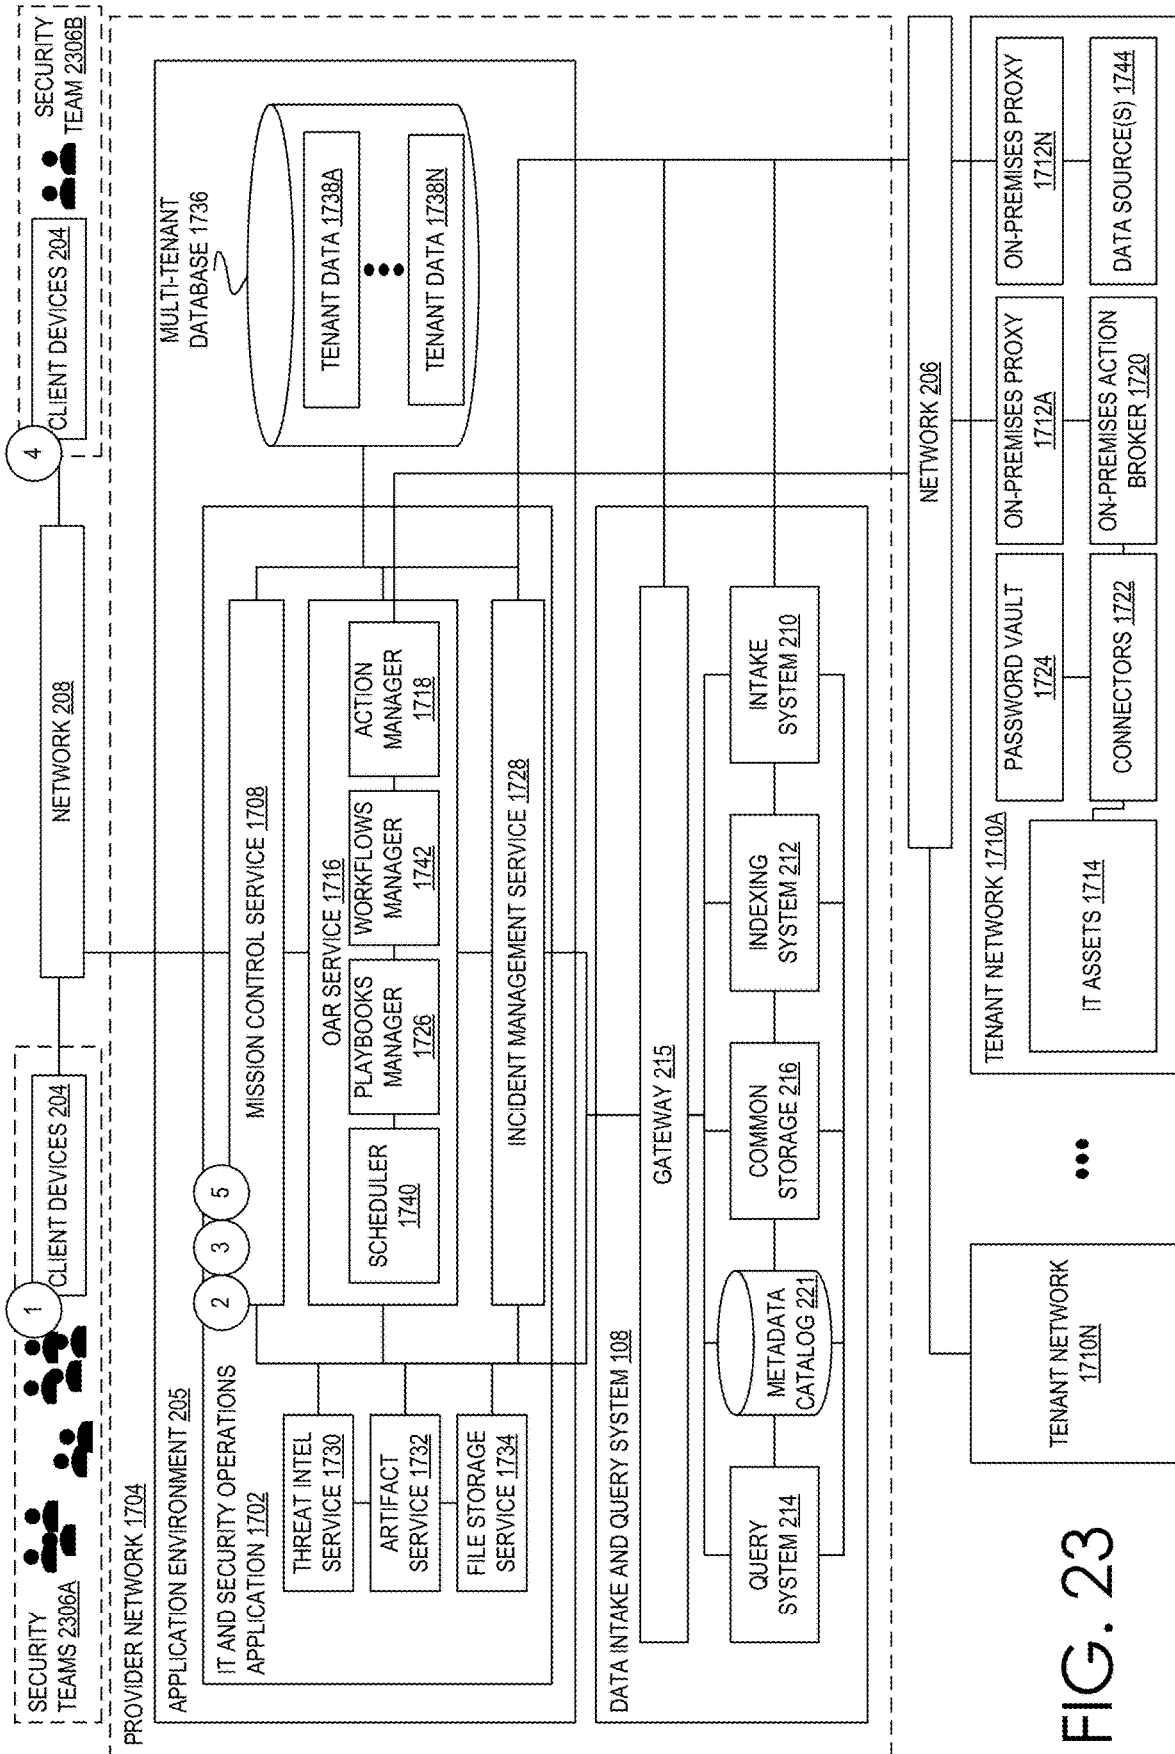 SECURITY
TEAMS 2306A
1
CLIENT DEVICES 204
NETWORK 208
4
CLIENT DEVICES 204
SECURITY
TEAM 2306B
PROVIDER NETWORK 1704
APPLICATION ENVIRONMENT 205
IT AND SECURITY OPERATIONS
APPLICATION 1702
2
3
5
MISSION CONTROL SERVICE 1708
OAR SERVICE 1716
SCHEDULER
1740
PLAYBOOKS
MANAGER
1726
WORKFLOWS
MANAGER
1742
ACTION
MANAGER
1718
INCIDENT MANAGEMENT SERVICE 1728
THREAT INTEL
SERVICE 1730
ARTIFACT
SERVICE 1732
FILE STORAGE
SERVICE 1734
MULTI-TENANT
DATABASE 1736
TENANT DATA 1738A
TENANT DATA 1738N
DATA INTAKE AND QUERY SYSTEM 108
GATEWAY 215
QUERY
SYSTEM 214
METADATA
CATALOG 221
COMMON
STORAGE 216
INDEXING
SYSTEM 212
INTAKE
SYSTEM 210
NETWORK 206
TENANT NETWORK
1710N
TENANT NETWORK 1710A
IT ASSETS 1714
PASSWORD VAULT
1724
CONNECTORS 1722
ON-PREMISES PROXY
1712A
ON-PREMISES ACTION
BROKER 1720
ON-PREMISES PROXY
1712N
DATA SOURCE(S) 1744
FIG. 23